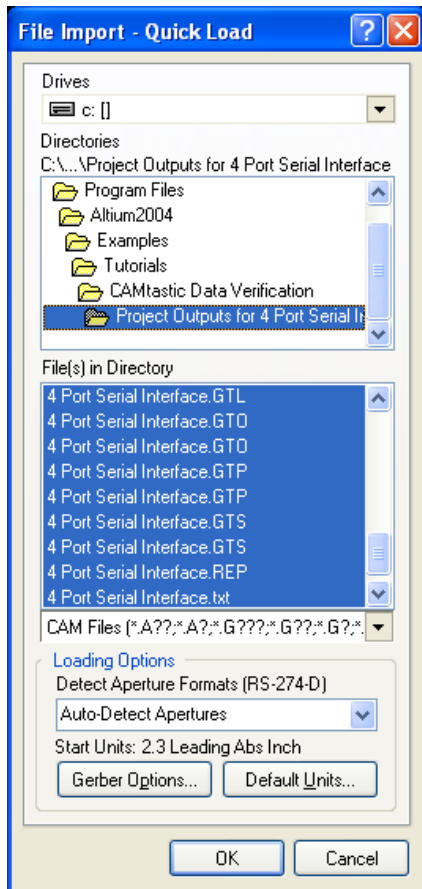 File Import - Quick Load
Drives
c: []
Directories
C:\...\Project Outputs for 4 Port Serial Interface
Program Files
Altium2004
Examples
Tutorials
CAMtastic Data Verification
Project Outputs for 4 Port Serial In
File(s) in Directory
4 Port Serial Interface.GTL
4 Port Serial Interface.GTO
4 Port Serial Interface.GTO
4 Port Serial Interface.GTP
4 Port Serial Interface.GTP
4 Port Serial Interface.GTS
4 Port Serial Interface.GTS
4 Port Serial Interface.REP
4 Port Serial Interface.txt
CAM Files (*.A??;*.A?;*.G???;*.G??;*.G?;*.
Loading Options
Detect Aperture Formats (RS-274-D)
Auto-Detect Apertures
Start Units: 2.3 Leading Abs Inch
Gerber Options... Default Units...
OK Cancel